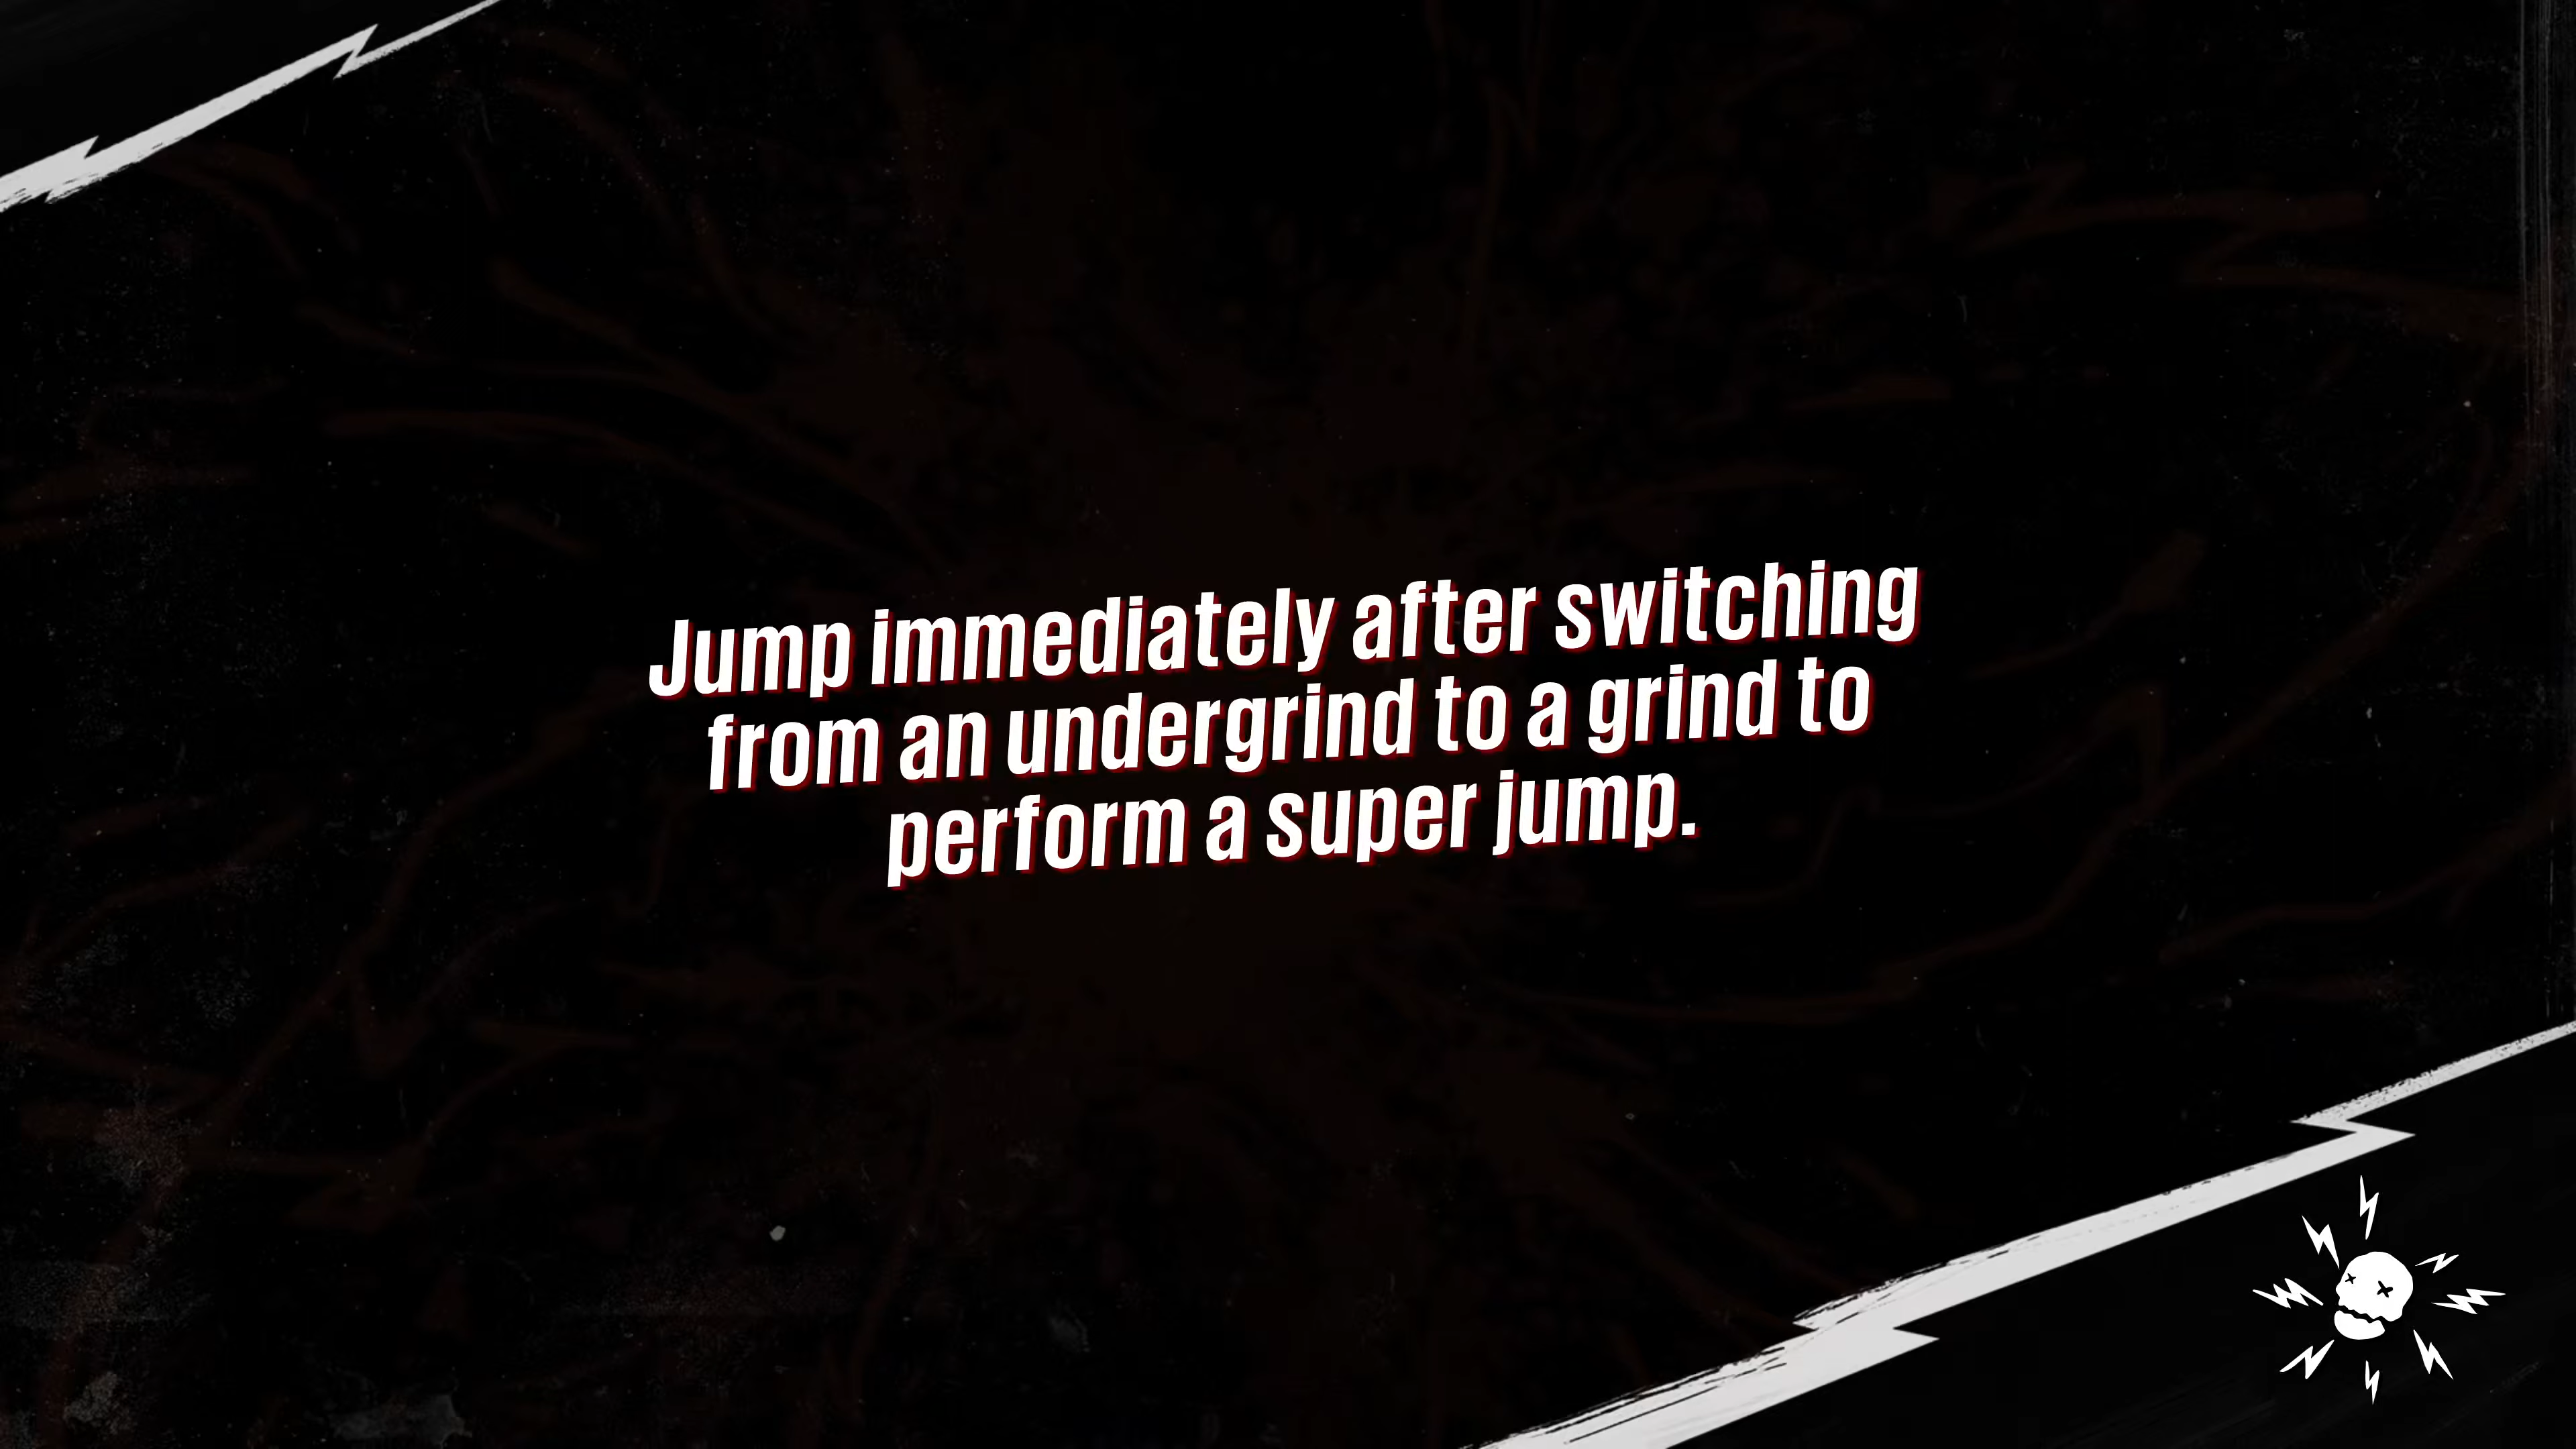 Jump immediately after switching
from an undergrind to a grind to
perform a super jump.